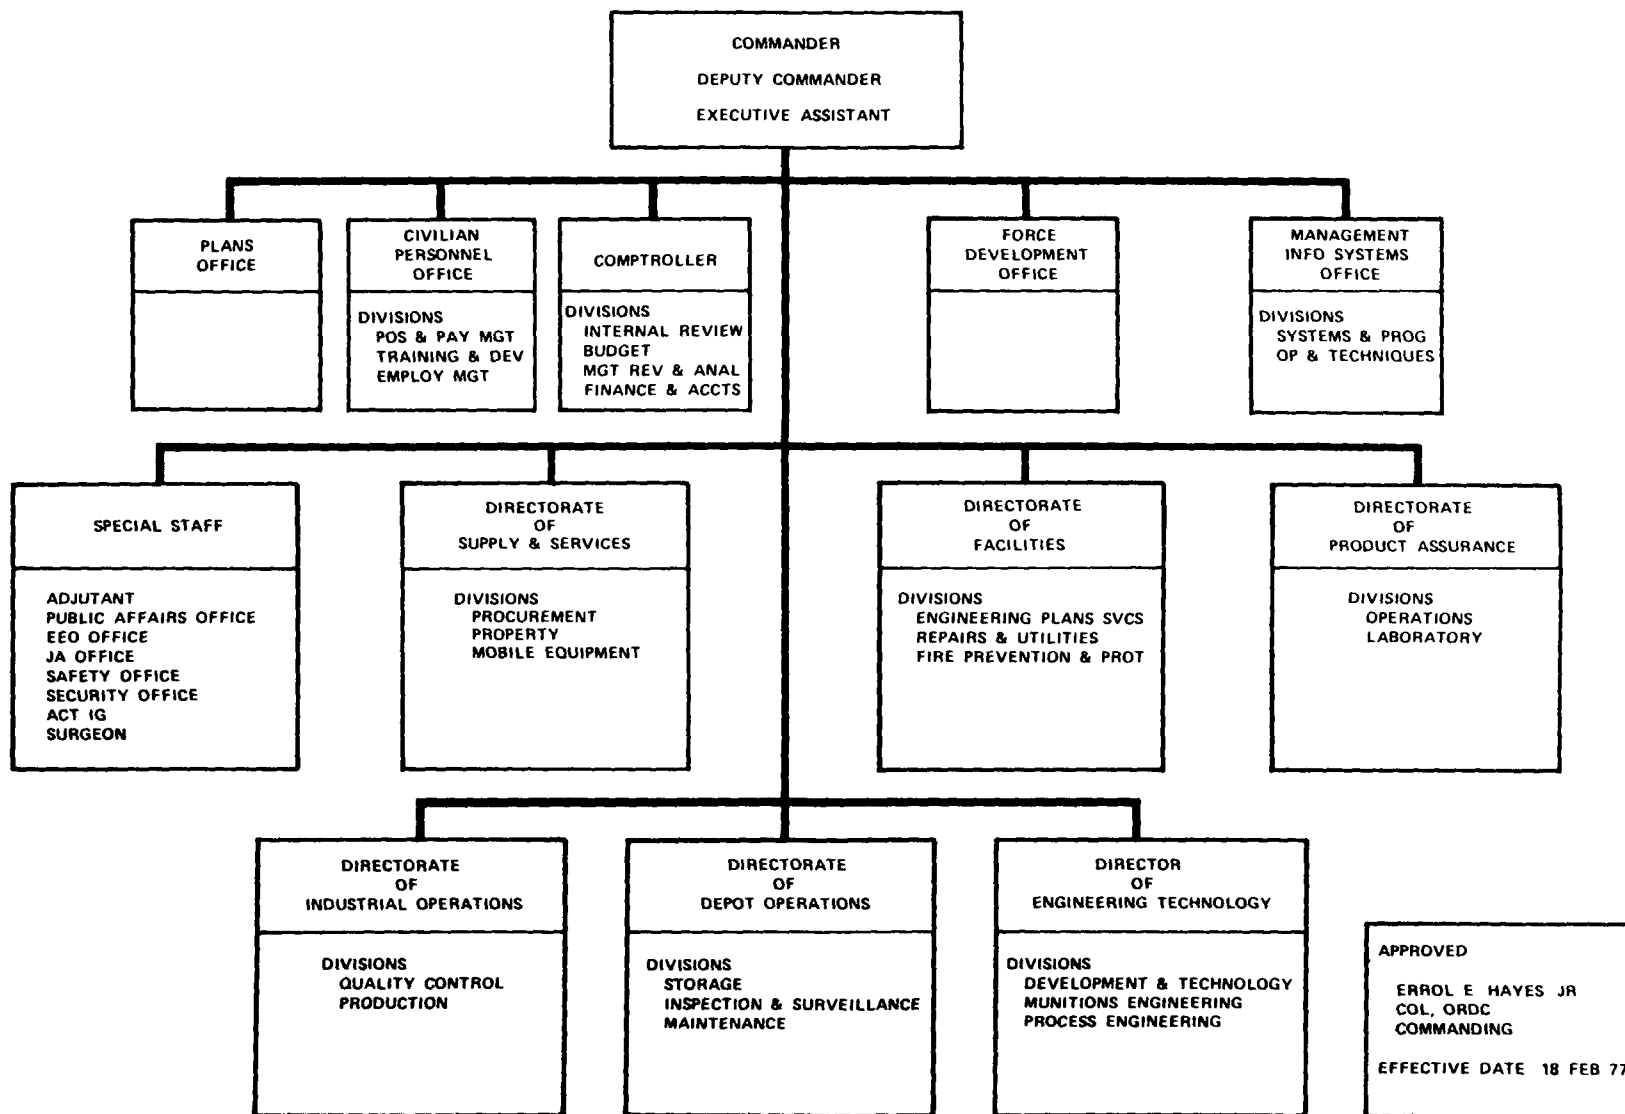 COMMANDER
DEPUTY COMMANDER
EXECUTIVE ASSISTANT
PLANS
OFFICE
CIVILIAN
PERSONNEL
OFFICE
DIVISIONS
POS & PAY MGT
TRAINING & DEV
EMPLOY MGT
COMPTROLLER
DIVISIONS
INTERNAL REVIEW
BUDGET
MGT REV & ANAL
FINANCE & ACCTS
FORCE
DEVELOPMENT
OFFICE
MANAGEMENT
INFO SYSTEMS
OFFICE
DIVISIONS
SYSTEMS & PROG
OP & TECHNIQUES
SPECIAL STAFF
ADJUTANT
PUBLIC AFFAIRS OFFICE
EEO OFFICE
JA OFFICE
SAFETY OFFICE
SECURITY OFFICE
ACT IG
SURGEON
DIRECTORATE
OF
SUPPLY & SERVICES
DIVISIONS
PROCUREMENT
PROPERTY
MOBILE EQUIPMENT
DIRECTORATE
OF
FACILITIES
DIVISIONS
ENGINEERING PLANS SVCS
REPAIRS & UTILITIES
FIRE PREVENTION & PROT
DIRECTORATE
OF
PRODUCT ASSURANCE
DIVISIONS
OPERATIONS
LABORATORY
DIRECTORATE
OF
INDUSTRIAL OPERATIONS
DIVISIONS
QUALITY CONTROL
PRODUCTION
DIRECTORATE
OF
DEPOT OPERATIONS
DIVISIONS
STORAGE
INSPECTION & SURVEILLANCE
MAINTENANCE
DIRECTOR
OF
ENGINEERING TECHNOLOGY
DIVISIONS
DEVELOPMENT & TECHNOLOGY
MUNITIONS ENGINEERING
PROCESS ENGINEERING
APPROVED
ERROL E HAYES JR
COL, ORDC
COMMANDING
EFFECTIVE DATE 18 FEB 77